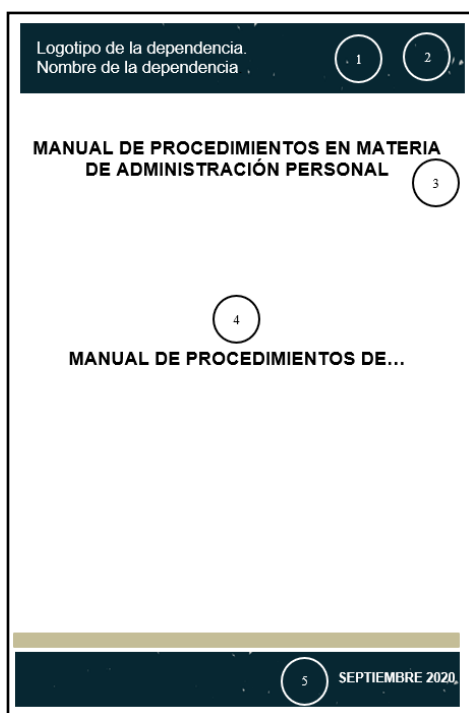 Logotipo de la dependencia.
Nombre de la dependencia
1
2
MANUAL DE PROCEDIMIENTOS EN MATERIA
DE ADMINISTRACIÓN PERSONAL
3
4
MANUAL DE PROCEDIMIENTOS DE...
5
SEPTIEMBRE 2020